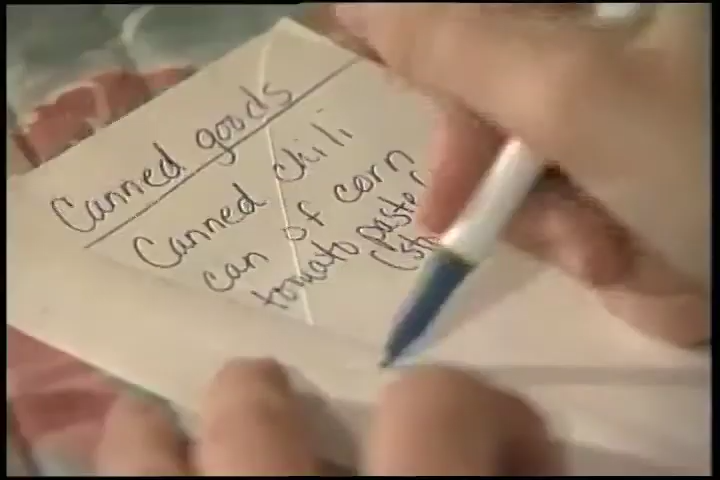 Canned goods
Canned chili
can of corn
tomato paste